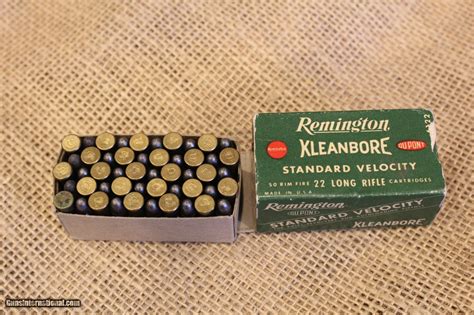 Remington
KLEANBORE
DU PONT
STANDARD VELOCITY
50 RIM FIRE 22 LONG RIFLE CARTRIDGES
MADE IN U.S.A.
22
Remington
DU PONT
KLEANBORE
STANDARD VELOCITY
GunsInternational.com